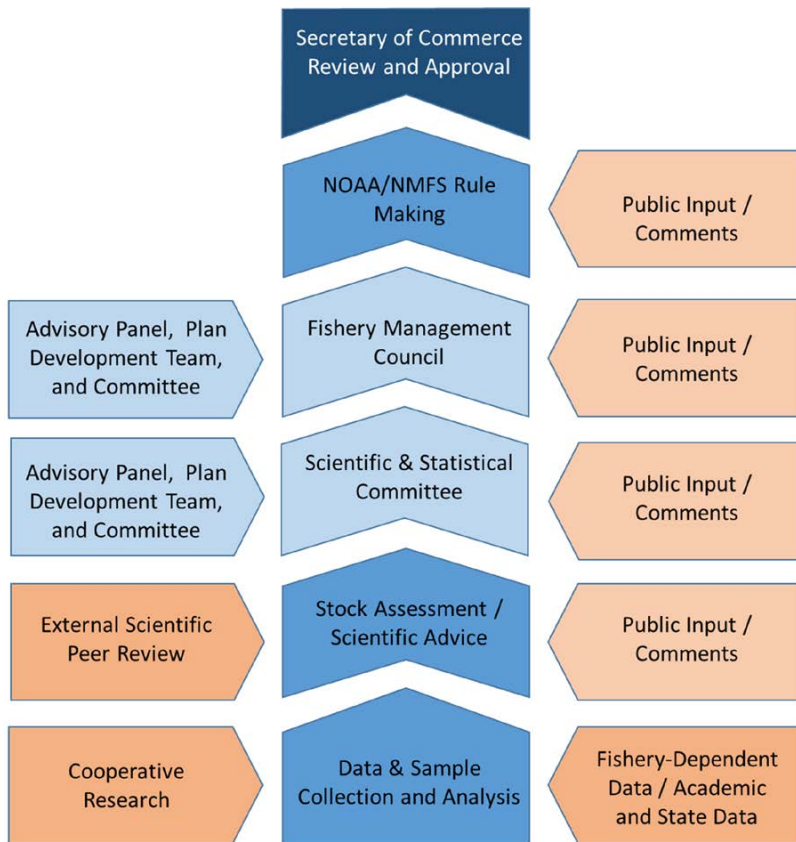 Secretary of Commerce
Review and Approval
NOAA/NMFS Rule
Making
Public Input /
Comments
Advisory Panel, Plan
Development Team,
and Committee
Fishery Management
Council
Public Input /
Comments
Advisory Panel, Plan
Development Team,
and Committee
Scientific & Statistical
Committee
Public Input /
Comments
External Scientific
Peer Review
Stock Assessment /
Scientific Advice
Public Input /
Comments
Cooperative
Research
Data & Sample
Collection and Analysis
Fishery-Dependent
Data / Academic
and State Data